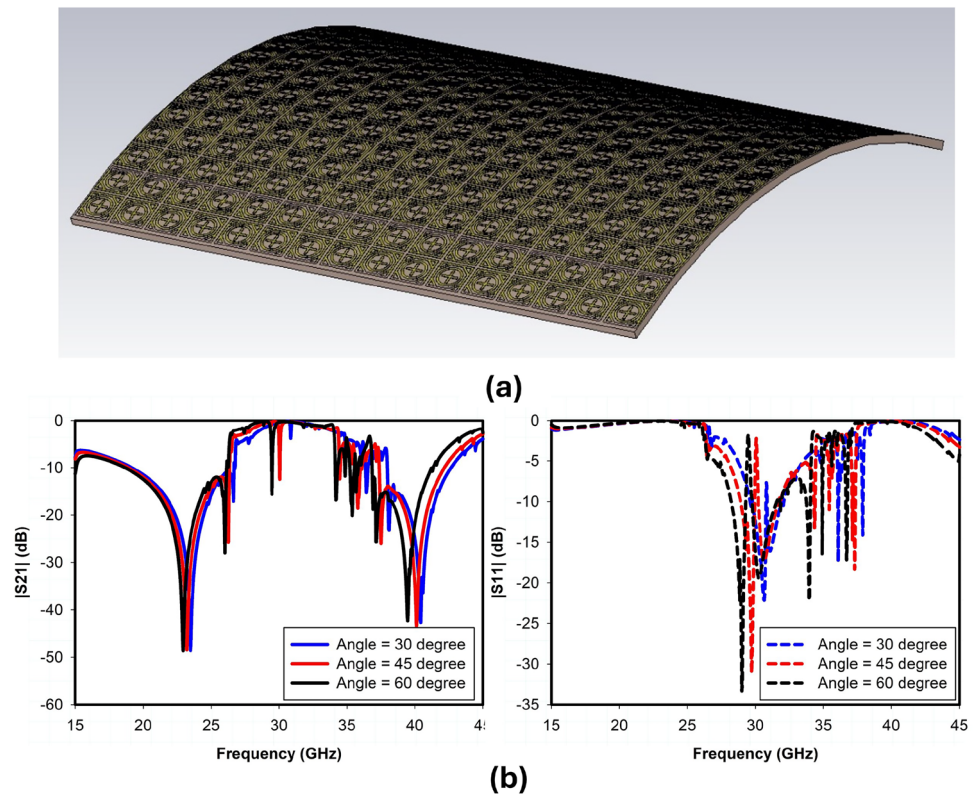 (a)
0
-10
-20
-30
-40
-50
-60
|S21| (dB)
Angle = 30 degree
Angle = 45 degree
Angle = 60 degree
15 20 25 30 35 40 45
Frequency (GHz)
0
-5
-10
-15
-20
-25
-30
-35
|S11| (dB)
Angle = 30 degree
Angle = 45 degree
Angle = 60 degree
15 20 25 30 35 40 45
Frequency (GHz)
(b)